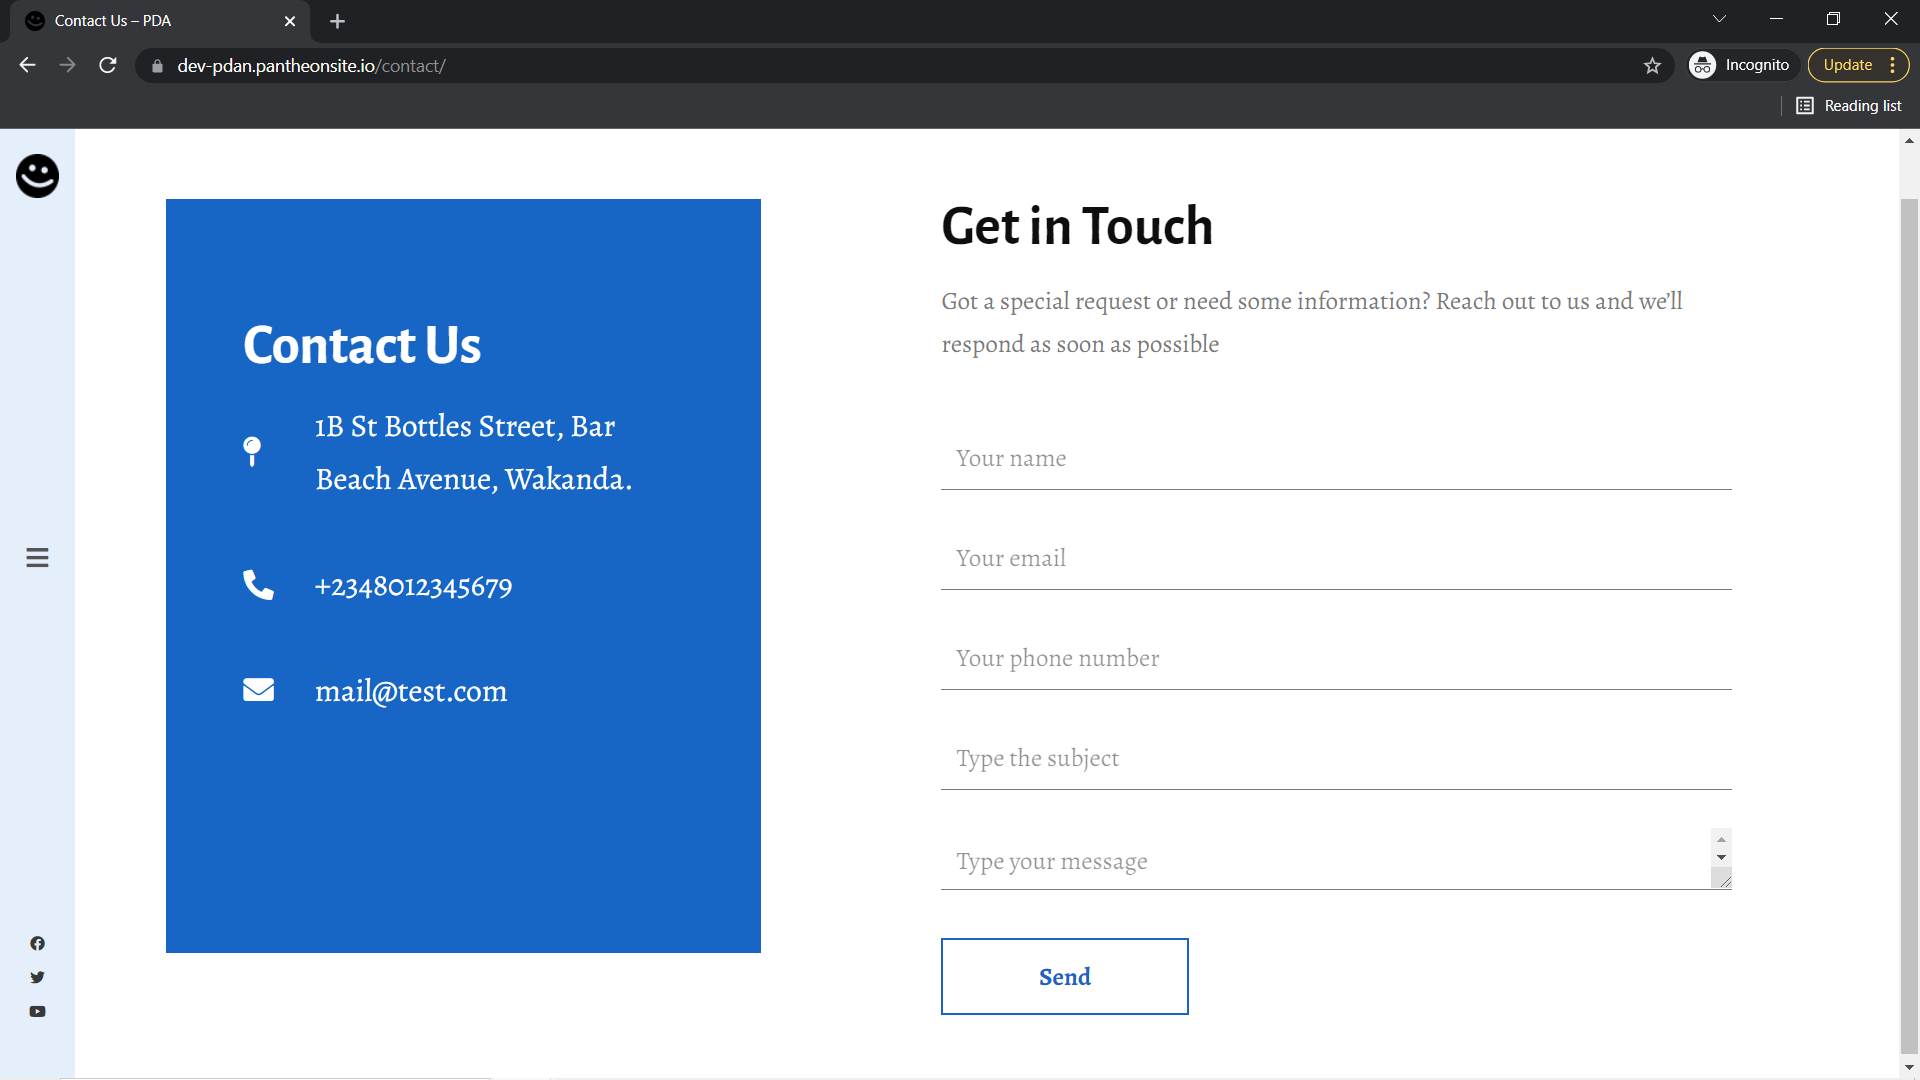 Contact Us – PDA
dev-pdan.pantheonsite.io/contact/
Incognito
Update
Reading list
Contact Us
1B St Bottles Street, Bar
Beach Avenue, Wakanda.
+2348012345679
mail@test.com
Get in Touch
Got a special request or need some information? Reach out to us and we’ll
respond as soon as possible
Your name
Your email
Your phone number
Type the subject
Type your message
Send